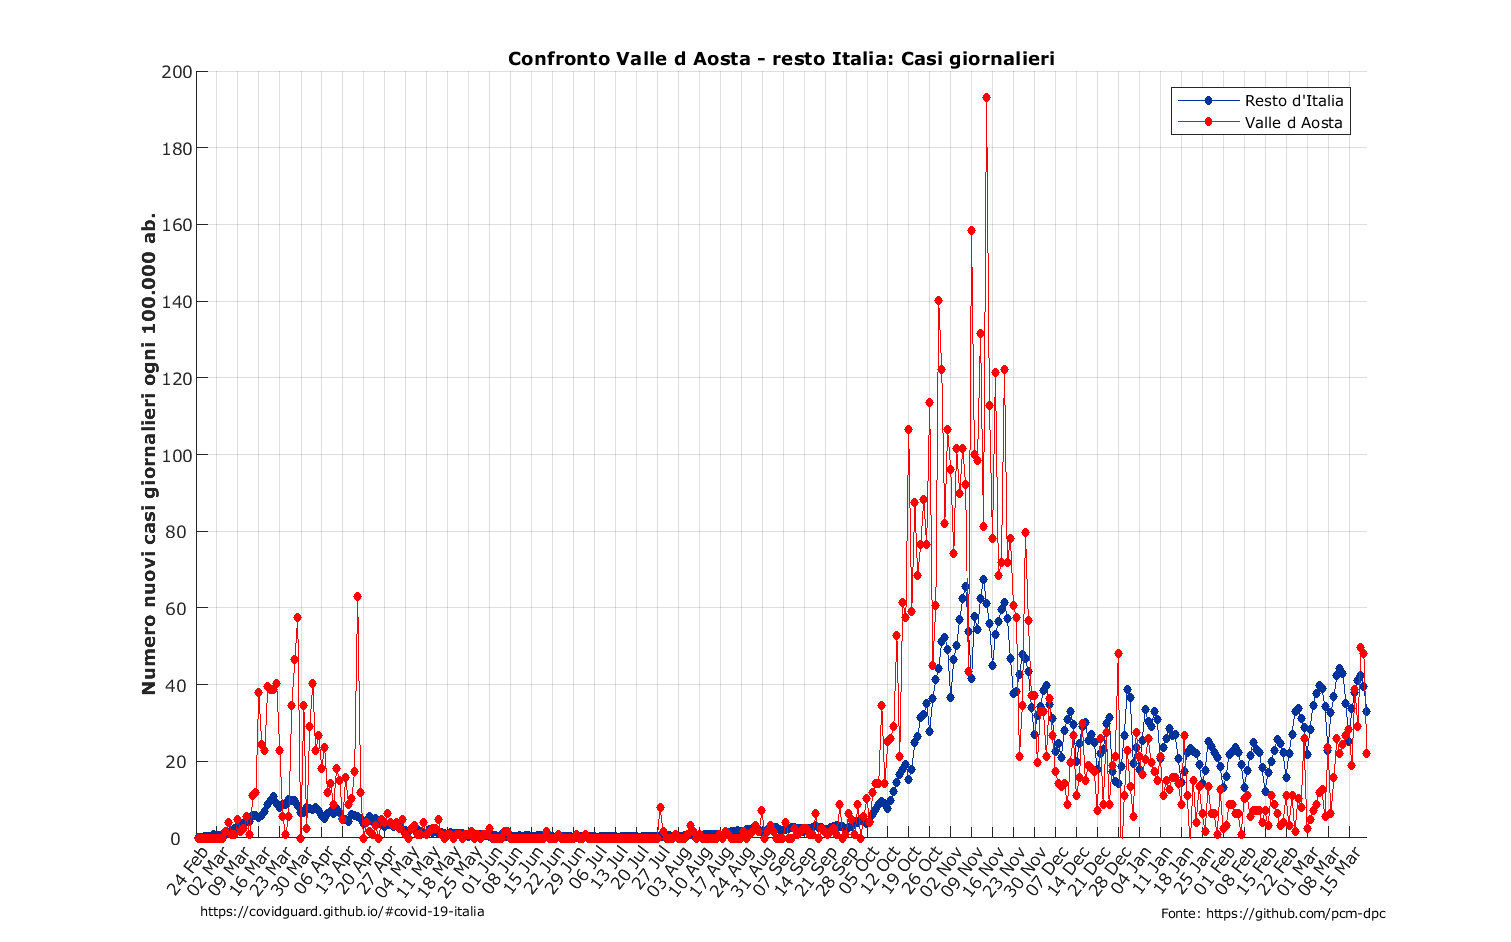 Confronto Valle d Aosta - resto Italia: Casi giornalieri
Resto d'Italia
Valle d Aosta
Numero nuovi casi giornalieri ogni 100.000 ab.
200
180
160
140
120
100
80
60
40
20
0
24 Feb
02 Mar
09 Mar
16 Mar
23 Mar
30 Mar
06 Apr
13 Apr
20 Apr
27 Apr
04 May
11 May
18 May
25 May
01 Jun
08 Jun
15 Jun
22 Jun
29 Jun
06 Jul
13 Jul
20 Jul
27 Jul
03 Aug
10 Aug
17 Aug
24 Aug
31 Aug
07 Sep
14 Sep
21 Sep
28 Sep
05 Oct
12 Oct
19 Oct
26 Oct
02 Nov
09 Nov
16 Nov
23 Nov
30 Nov
07 Dec
14 Dec
21 Dec
28 Dec
04 Jan
11 Jan
18 Jan
25 Jan
01 Feb
08 Feb
15 Feb
22 Feb
01 Mar
08 Mar
15 Mar
https://covidguard.github.io/#covid-19-italia
Fonte: https://github.com/pcm-dpc